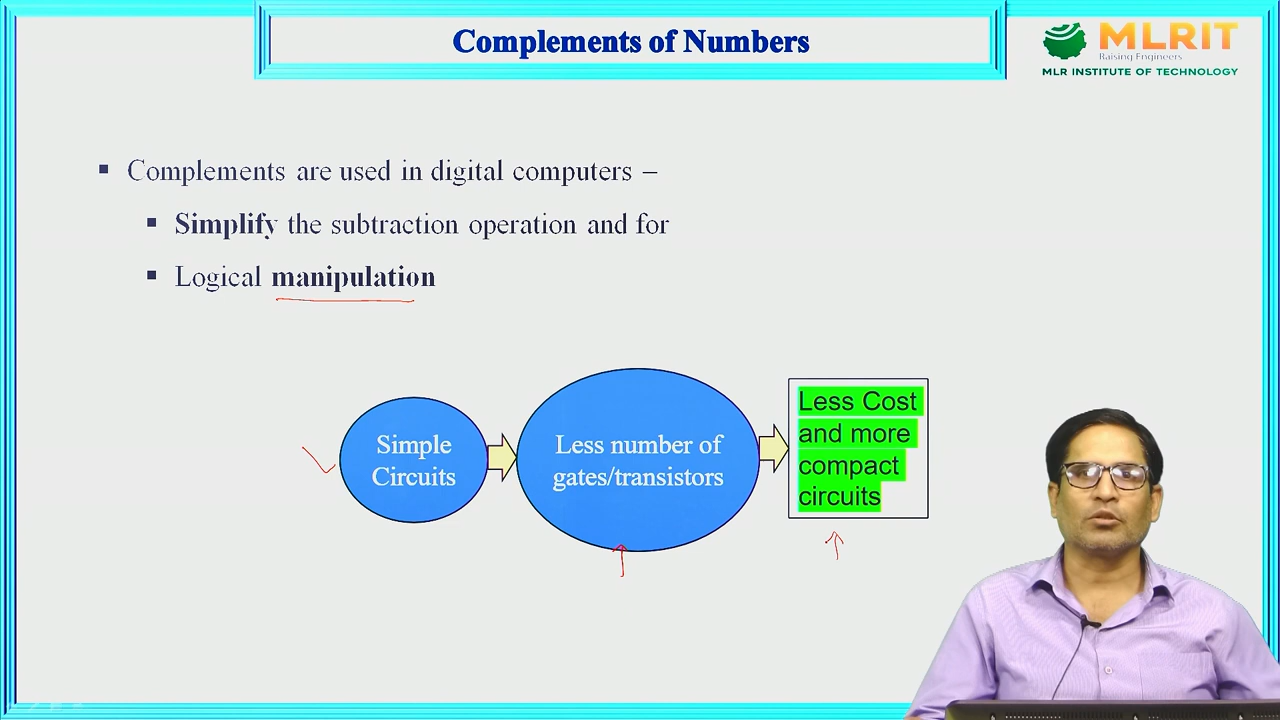 Complements of Numbers
MLRIT
Raising Engineers
MLR INSTITUTE OF TECHNOLOGY
Complements are used in digital computers –
Simplify the subtraction operation and for
Logical manipulation
Simple
Circuits
Less number of
gates/transistors
Less Cost
and more
compact
circuits